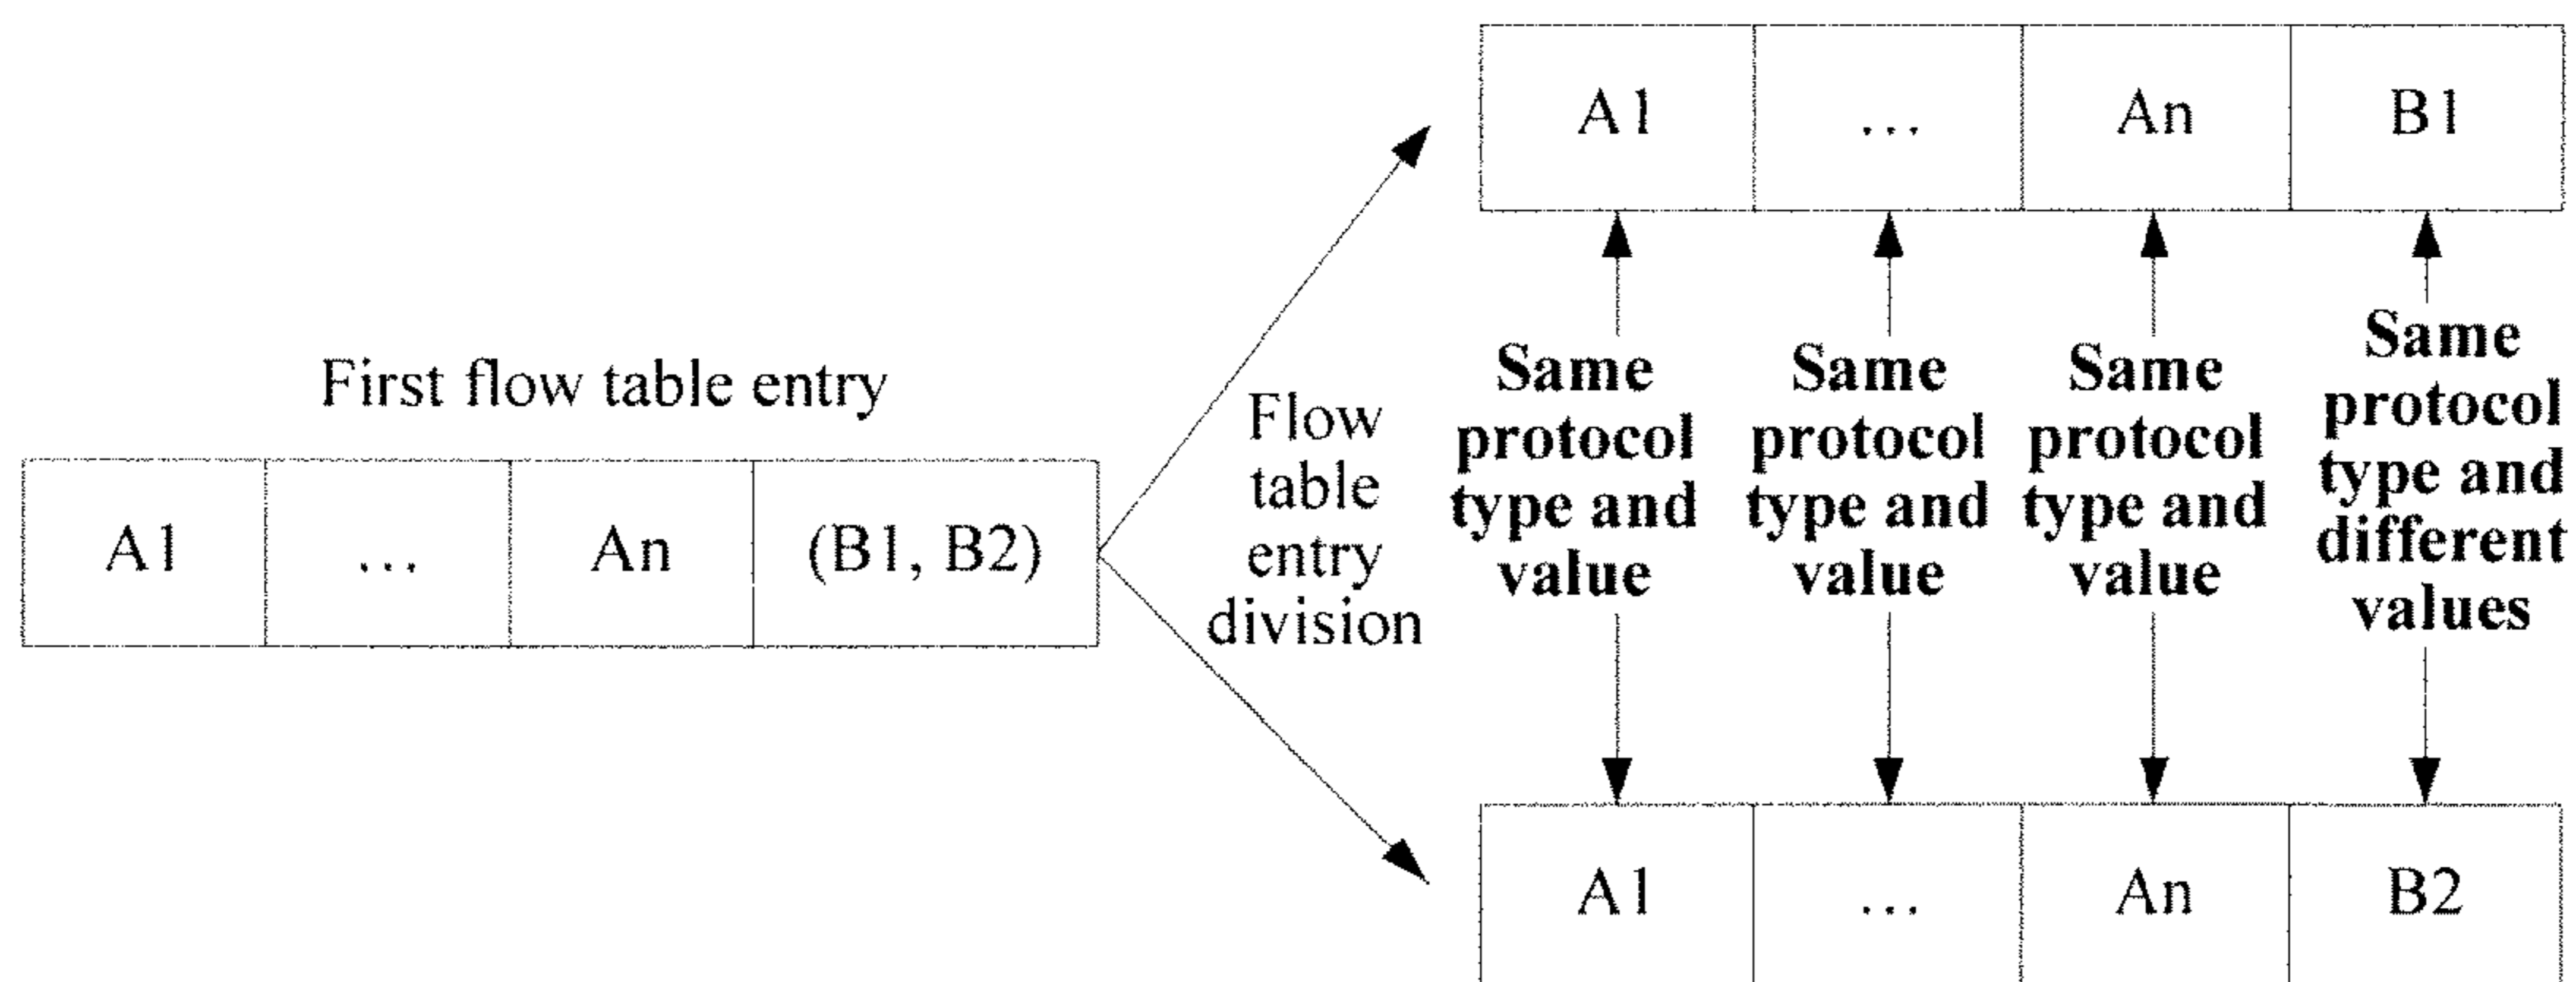 A1 … An B1
First flow table entry
A1 … An (B1, B2)
Flow
table
entry
division
Same
protocol
type and
value
Same
protocol
type and
value
Same
protocol
type and
value
Same
protocol
type and
different
values
A1 … An B2